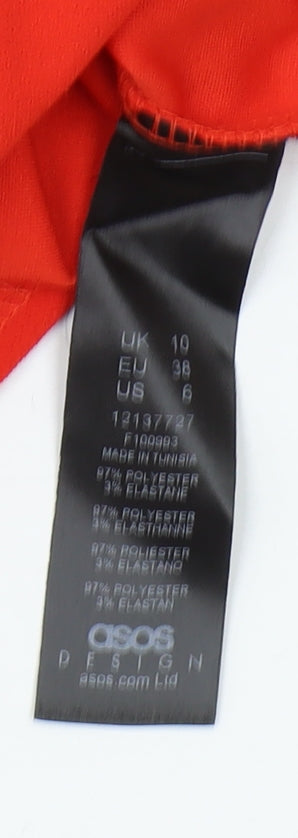 UK 10
EU 38
US 6
12137727
F100993
MADE IN TUNISIA
97% POLYESTER
3% ELASTANE
97% POLYESTER
3% ELASTHANNE
97% POLIESTER
3% ELASTANO
97% POLYESTER
3% ELASTAN
asos
DESIGN
asos.com Ltd